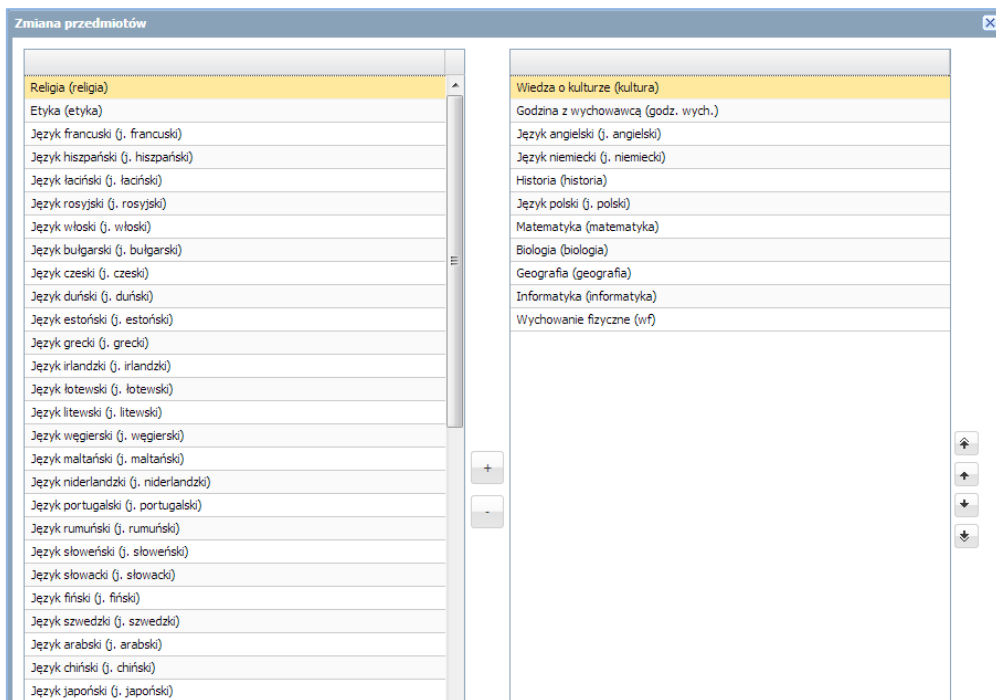 Zmiana przedmiotów
Religia (religia)
Etyka (etyka)
Język francuski (j. francuski)
Język hiszpański (j. hiszpański)
Język łaciński (j. łaciński)
Język rosyjski (j. rosyjski)
Język włoski (j. włoski)
Język bułgarski (j. bułgarski)
Język czeski (j. czeski)
Język duński (j. duński)
Język estoński (j. estoński)
Język grecki (j. grecki)
Język irlandzki (j. irlandzki)
Język łotewski (j. łotewski)
Język litewski (j. litewski)
Język węgierski (j. węgierski)
Język maltański (j. maltański)
Język niderlandzki (j. niderlandzki)
Język portugalski (j. portugalski)
Język rumuński (j. rumuński)
Język słoweński (j. słoweński)
Język słowacki (j. słowacki)
Język fiński (j. fiński)
Język szwedzki (j. szwedzki)
Język arabski (j. arabski)
Język chiński (j. chiński)
Język japoński (j. japoński)
+
-
Wiedza o kulturze (kultura)
Godzina z wychowawcą (godz. wych.)
Język angielski (j. angielski)
Język niemiecki (j. niemiecki)
Historia (historia)
Język polski (j. polski)
Matematyka (matematyka)
Biologia (biologia)
Geografia (geografia)
Informatyka (informatyka)
Wychowanie fizyczne (wf)